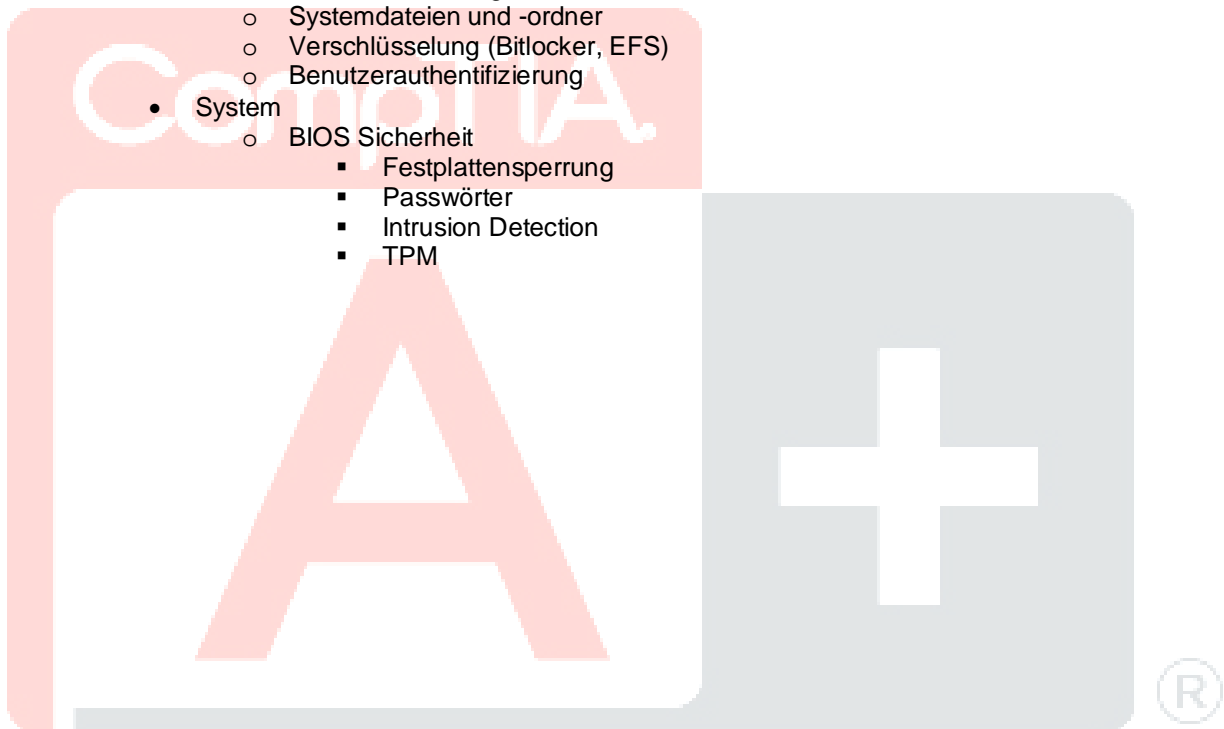 o Systemdateien und -ordner
o Verschlüsselung (Bitlocker, EFS)
o Benutzerauthentifizierung
• System
o BIOS Sicherheit
▪ Festplattensperrung
▪ Passwörter
▪ Intrusion Detection
▪ TPM
CompTIA.
A+
®